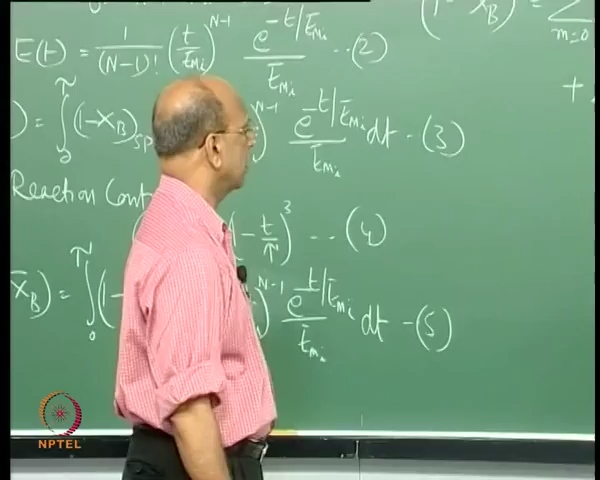 E(t) = 1/(N-1)! (t/t̄mi)^N-1 e^-t/t̄mi / t̄mi -- (2)
(1 - XB) = Σ m=0
+
) = ∫0^τ (1-XB)sp )^N-1 e^-t/t̄mi / t̄mi dt - (3)
Reaction Cont
(1 - t/τ)^3 -- (4)
X̄B) = ∫0^τ (1- )^N-1 e^-t/t̄mi / t̄mi dt - (5)
NPTEL